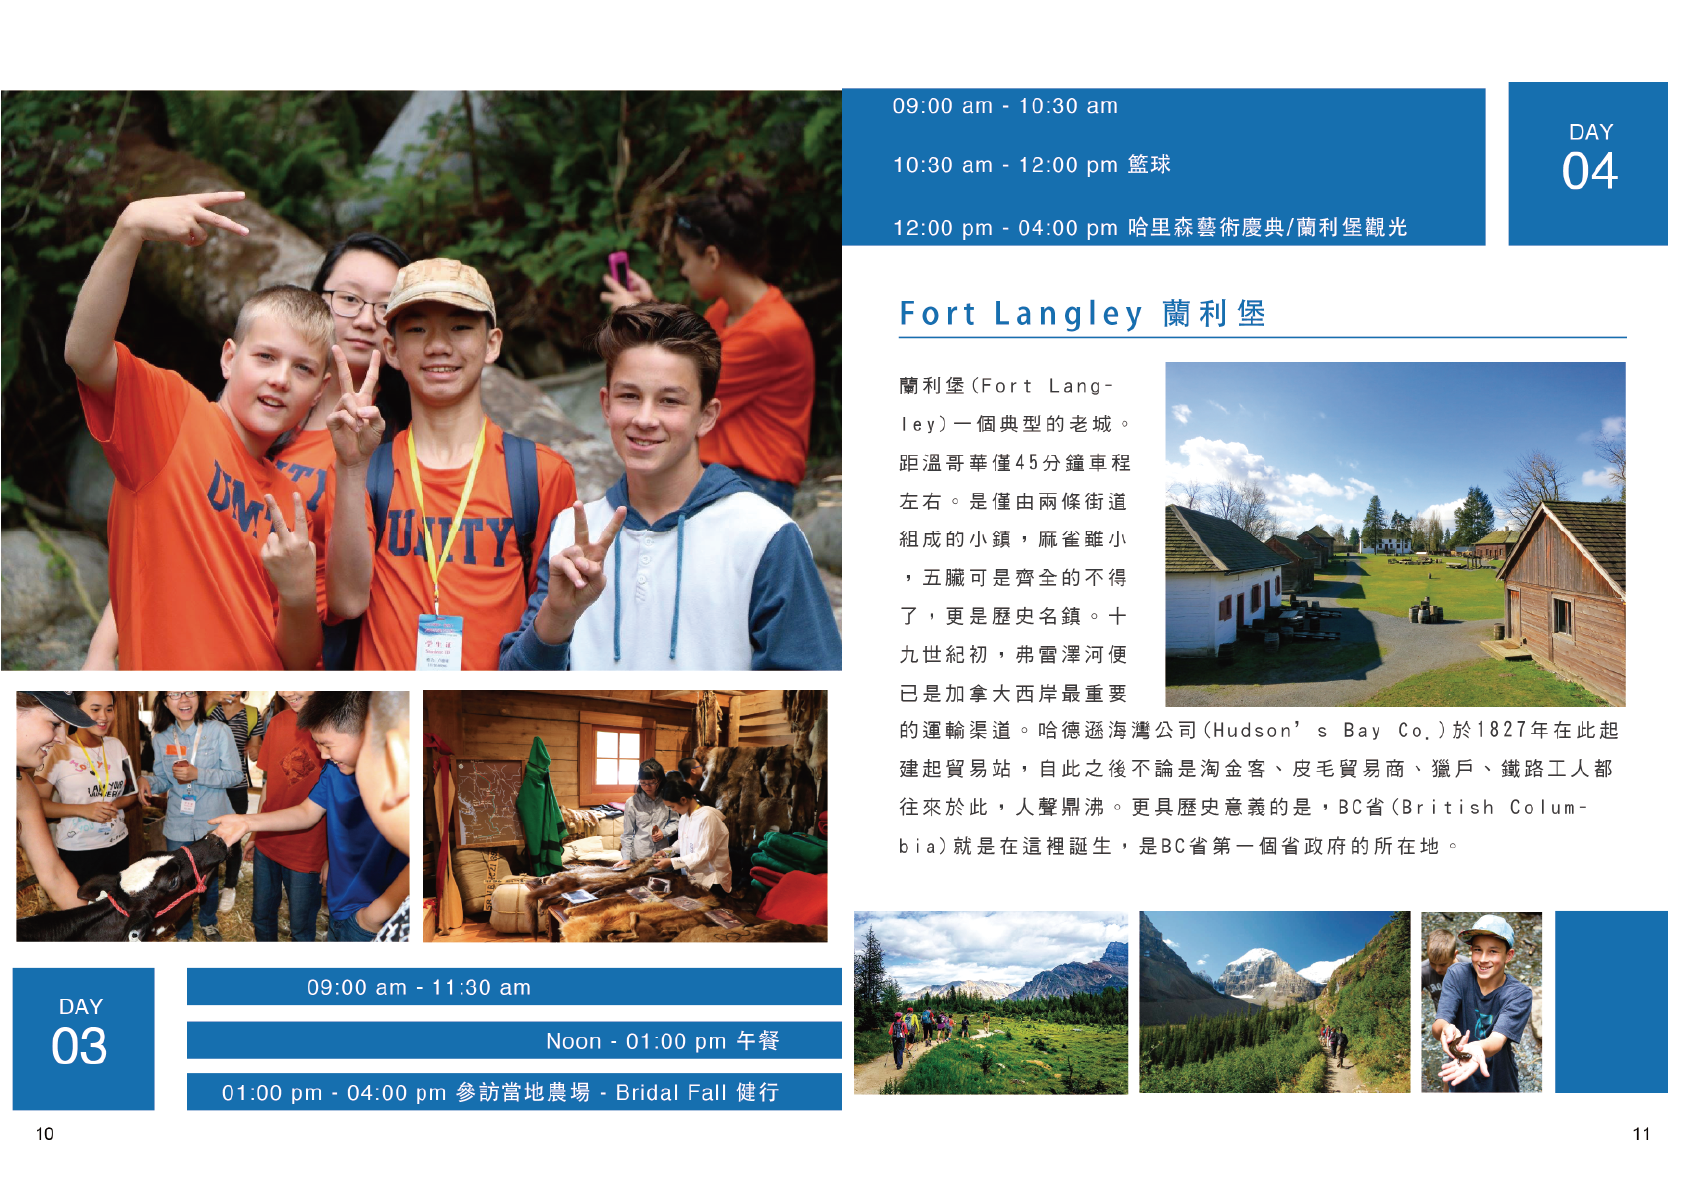 UNITY
学生证
DAY
03
09:00 am - 11:30 am
Noon - 01:00 pm 午餐
01:00 pm - 04:00 pm 參訪當地農場 - Bridal Fall 健行
10
09:00 am - 10:30 am
10:30 am - 12:00 pm 籃球
12:00 pm - 04:00 pm 哈里森藝術慶典/蘭利堡觀光
DAY
04
Fort Langley 蘭利堡
蘭利堡(Fort Lang-
ley)一個典型的老城。
距溫哥華僅45分鐘車程
左右。是僅由兩條街道
組成的小鎮，麻雀雖小
，五臟可是齊全的不得
了，更是歷史名鎮。十
九世紀初，弗雷澤河便
已是加拿大西岸最重要
的運輸渠道。哈德遜海灣公司(Hudson’s Bay Co.)於1827年在此起
建起貿易站，自此之後不論是淘金客、皮毛貿易商、獵戶、鐵路工人都
往來於此，人聲鼎沸。更具歷史意義的是，BC省(British Colum-
bia)就是在這裡誕生，是BC省第一個省政府的所在地。
11